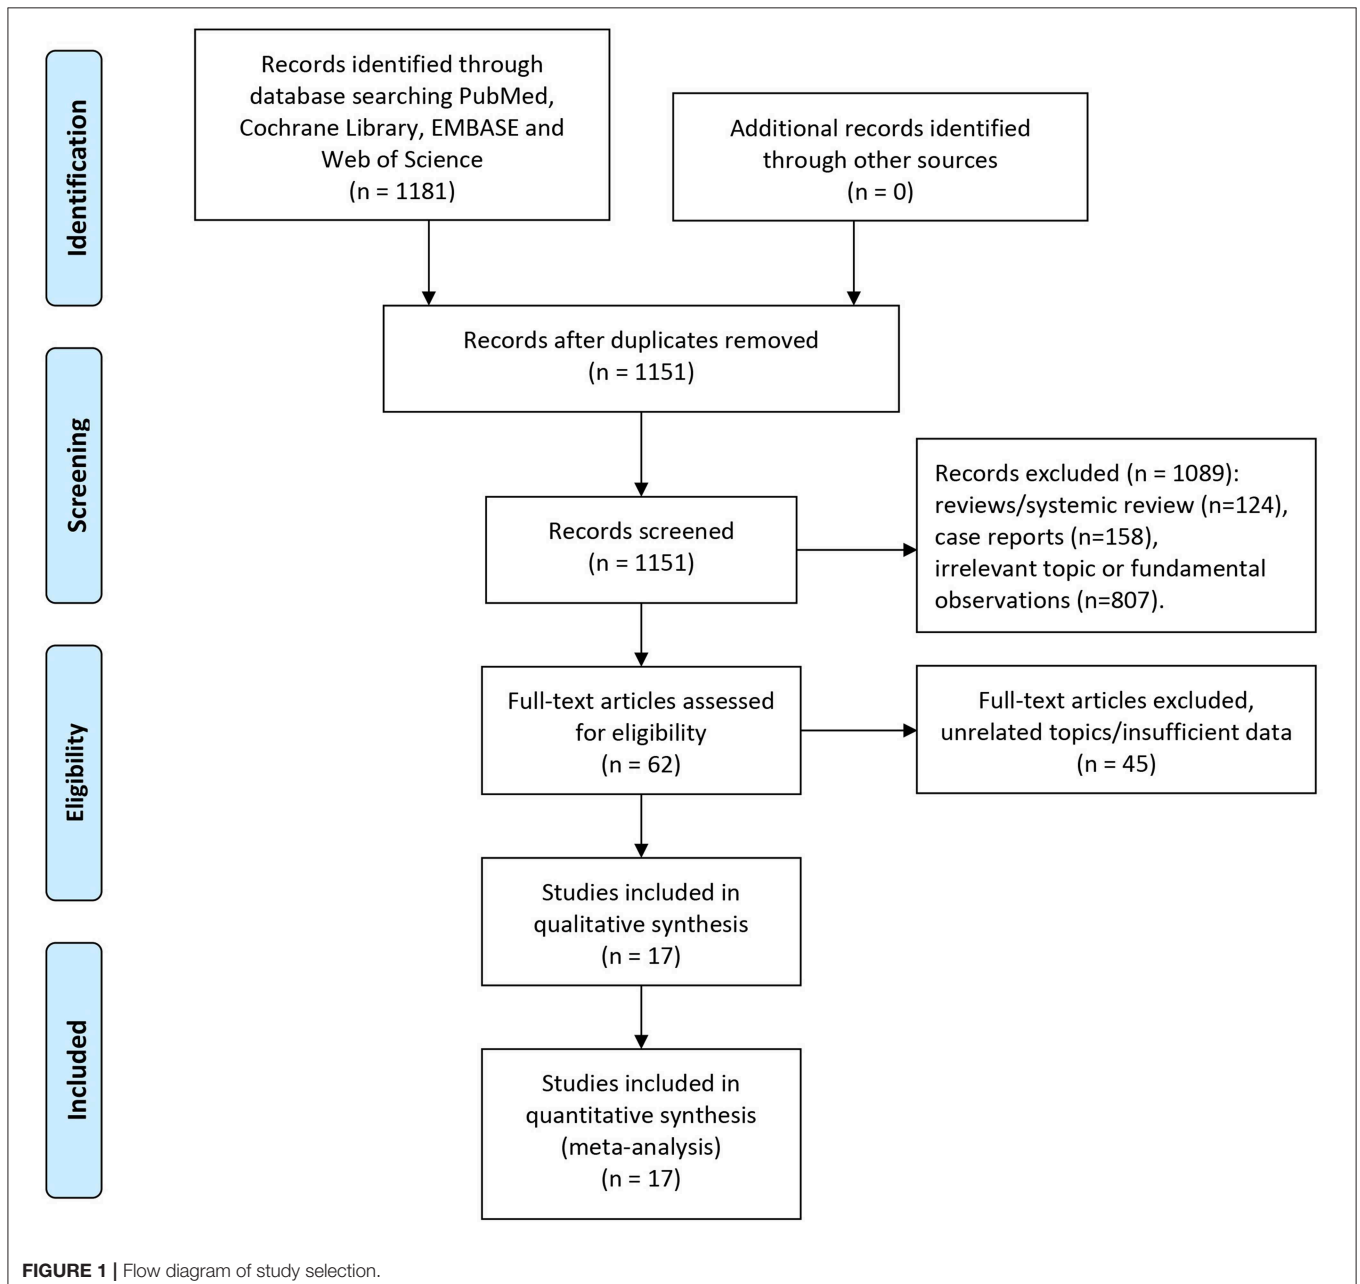 Identification
Records identified through
database searching PubMed,
Cochrane Library, EMBASE and
Web of Science
(n = 1181)
Additional records identified
through other sources
(n = 0)
Records after duplicates removed
(n = 1151)
Screening
Records screened
(n = 1151)
Records excluded (n = 1089):
reviews/systemic review (n=124),
case reports (n=158),
irrelevant topic or fundamental
observations (n=807).
Eligibility
Full-text articles assessed
for eligibility
(n = 62)
Full-text articles excluded,
unrelated topics/insufficient data
(n = 45)
Studies included in
qualitative synthesis
(n = 17)
Included
Studies included in
quantitative synthesis
(meta-analysis)
(n = 17)
FIGURE 1 | Flow diagram of study selection.